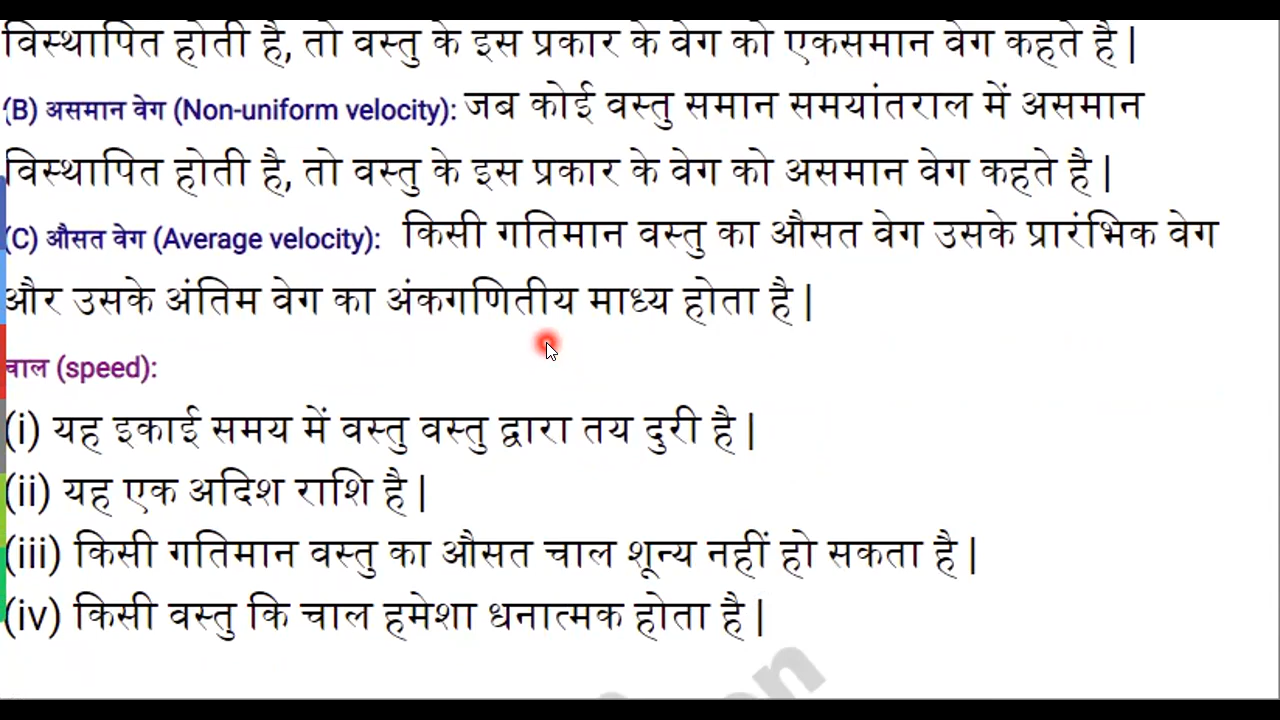 विस्थापित होती है, तो वस्तु के इस प्रकार के वेग को एकसमान वेग कहते है |
(B) असमान वेग (Non-uniform velocity): जब कोई वस्तु समान समयांतराल में असमान
विस्थापित होती है, तो वस्तु के इस प्रकार के वेग को असमान वेग कहते है |
(C) औसत वेग (Average velocity): किसी गतिमान वस्तु का औसत वेग उसके प्रारंभिक वेग
और उसके अंतिम वेग का अंकगणितीय माध्य होता है |
चाल (speed):
(i) यह इकाई समय में वस्तु वस्तु द्वारा तय दुरी है |
(ii) यह एक अदिश राशि है |
(iii) किसी गतिमान वस्तु का औसत चाल शून्य नहीं हो सकता है |
(iv) किसी वस्तु कि चाल हमेशा धनात्मक होता है |